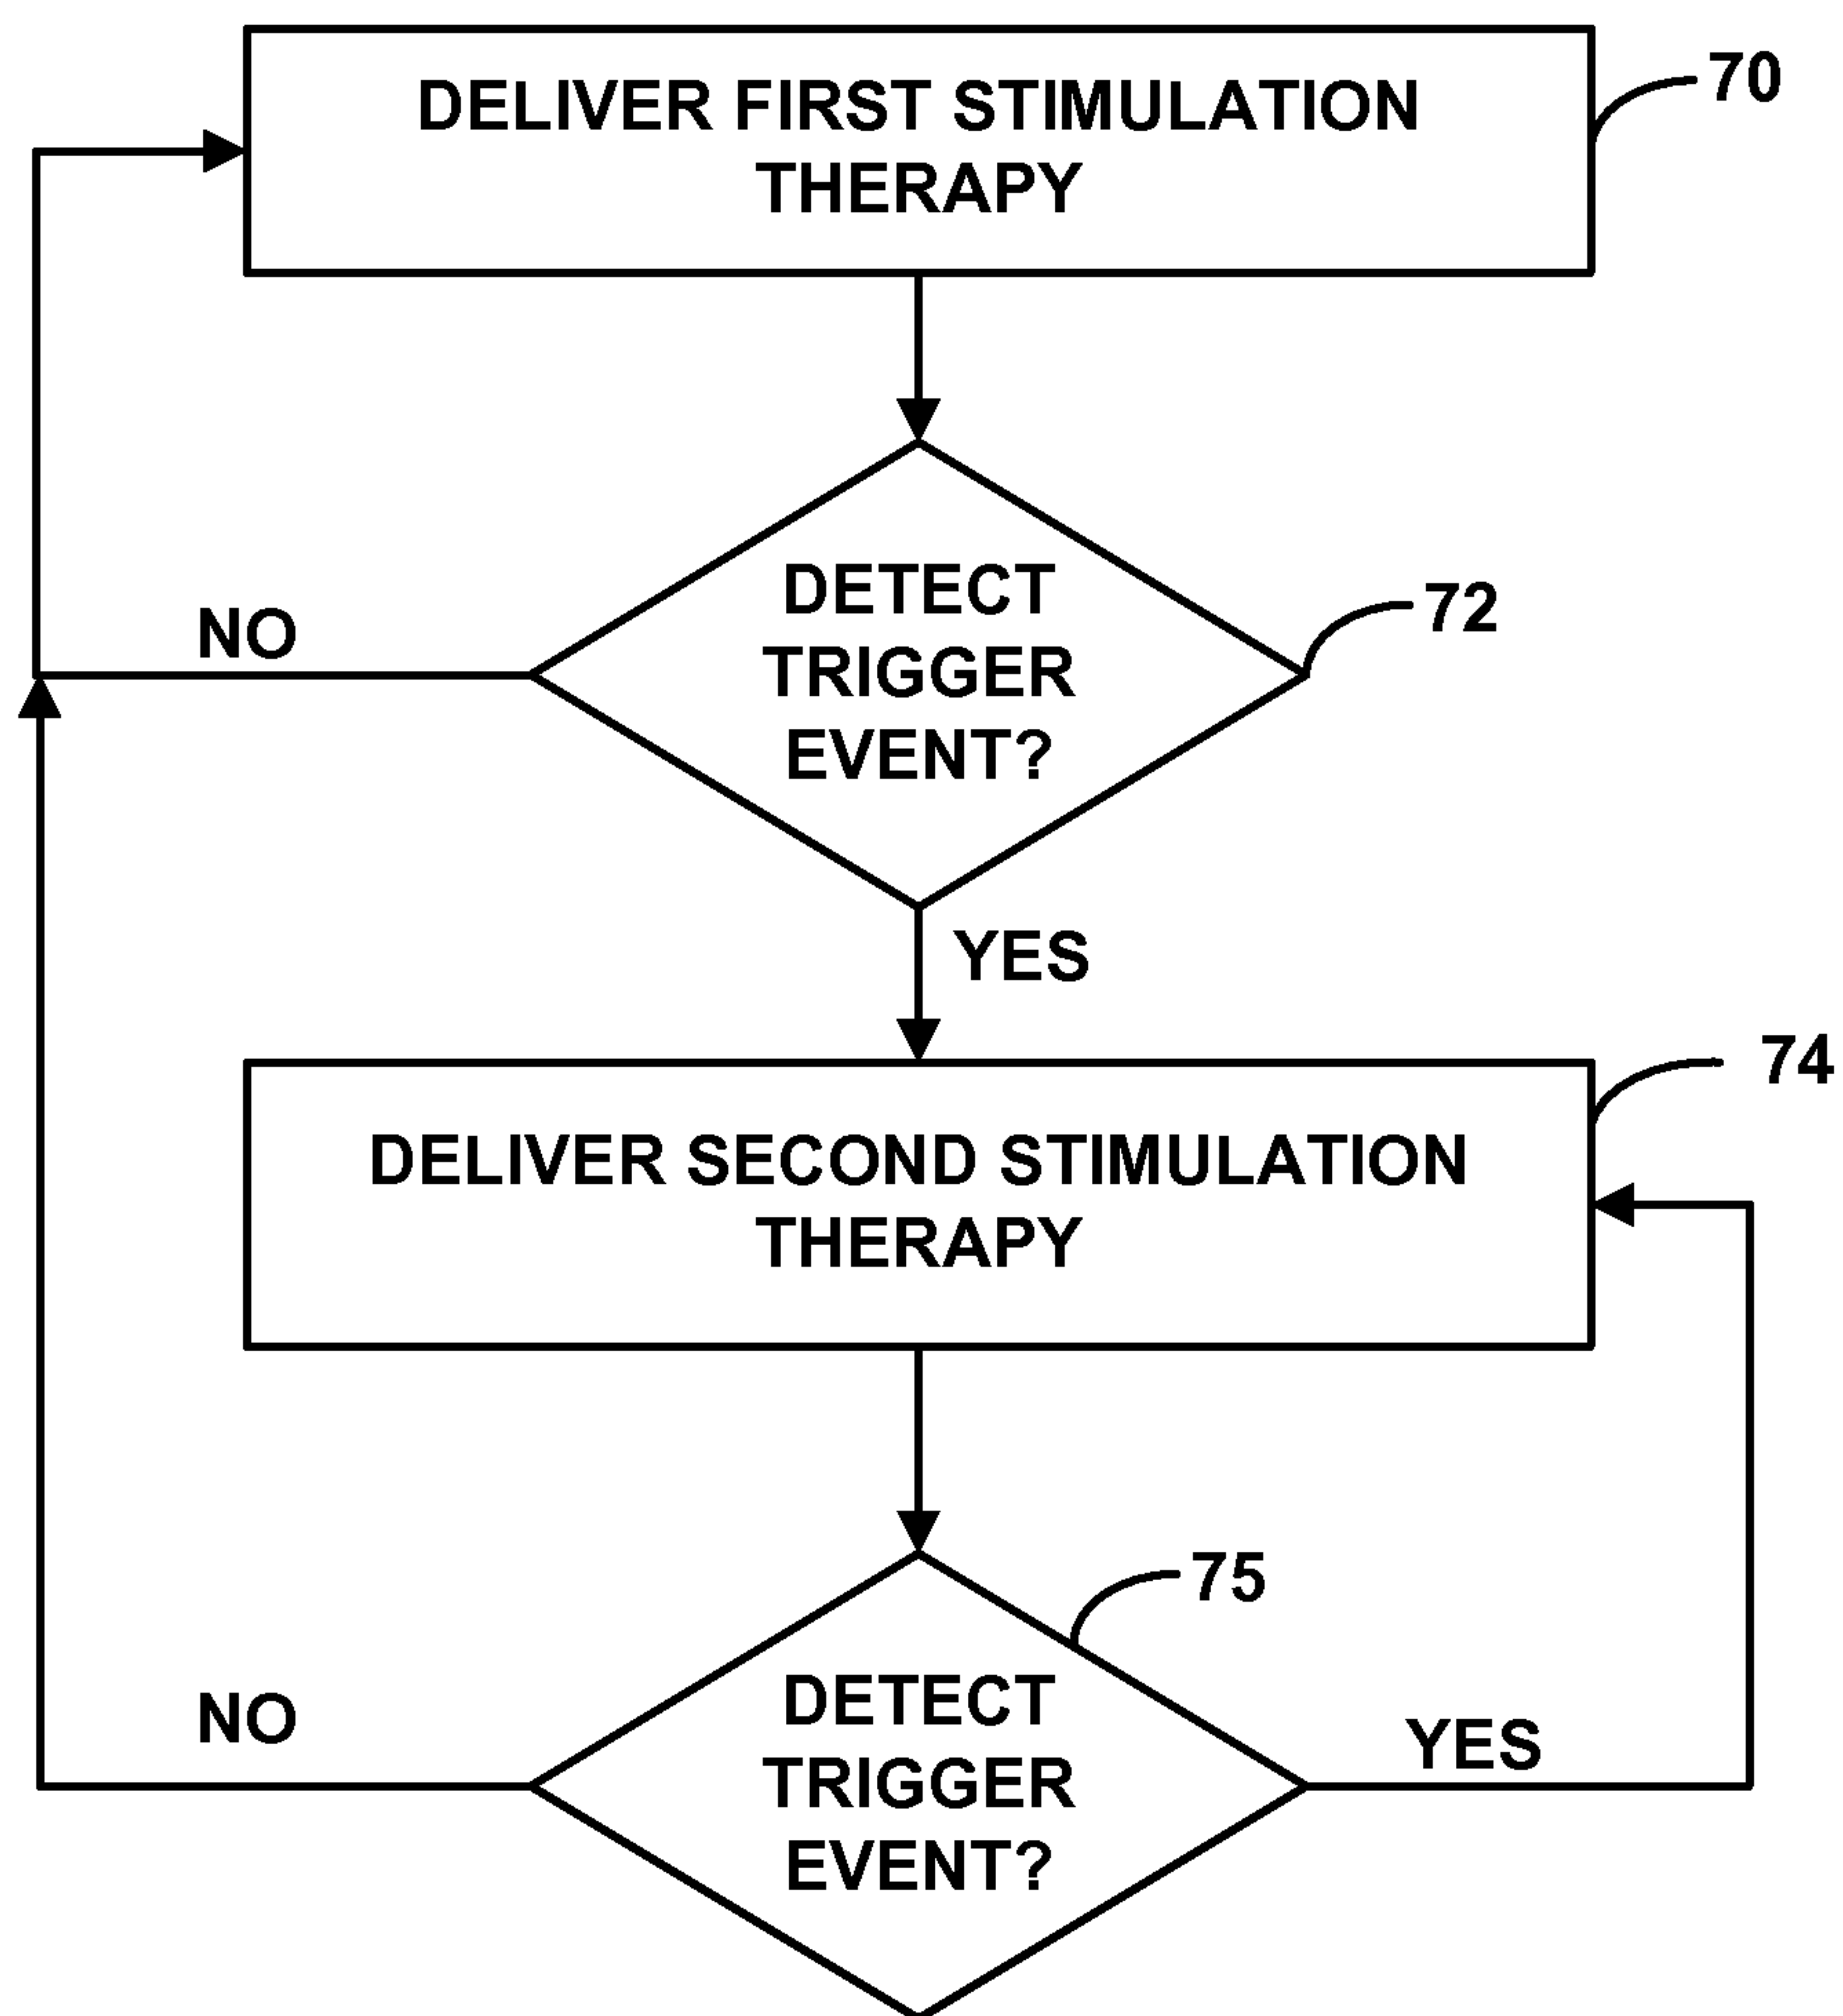 DELIVER FIRST STIMULATION
THERAPY
70
DETECT
TRIGGER
EVENT?
72
NO
YES
74
DELIVER SECOND STIMULATION
THERAPY
75
DETECT
TRIGGER
EVENT?
NO
YES